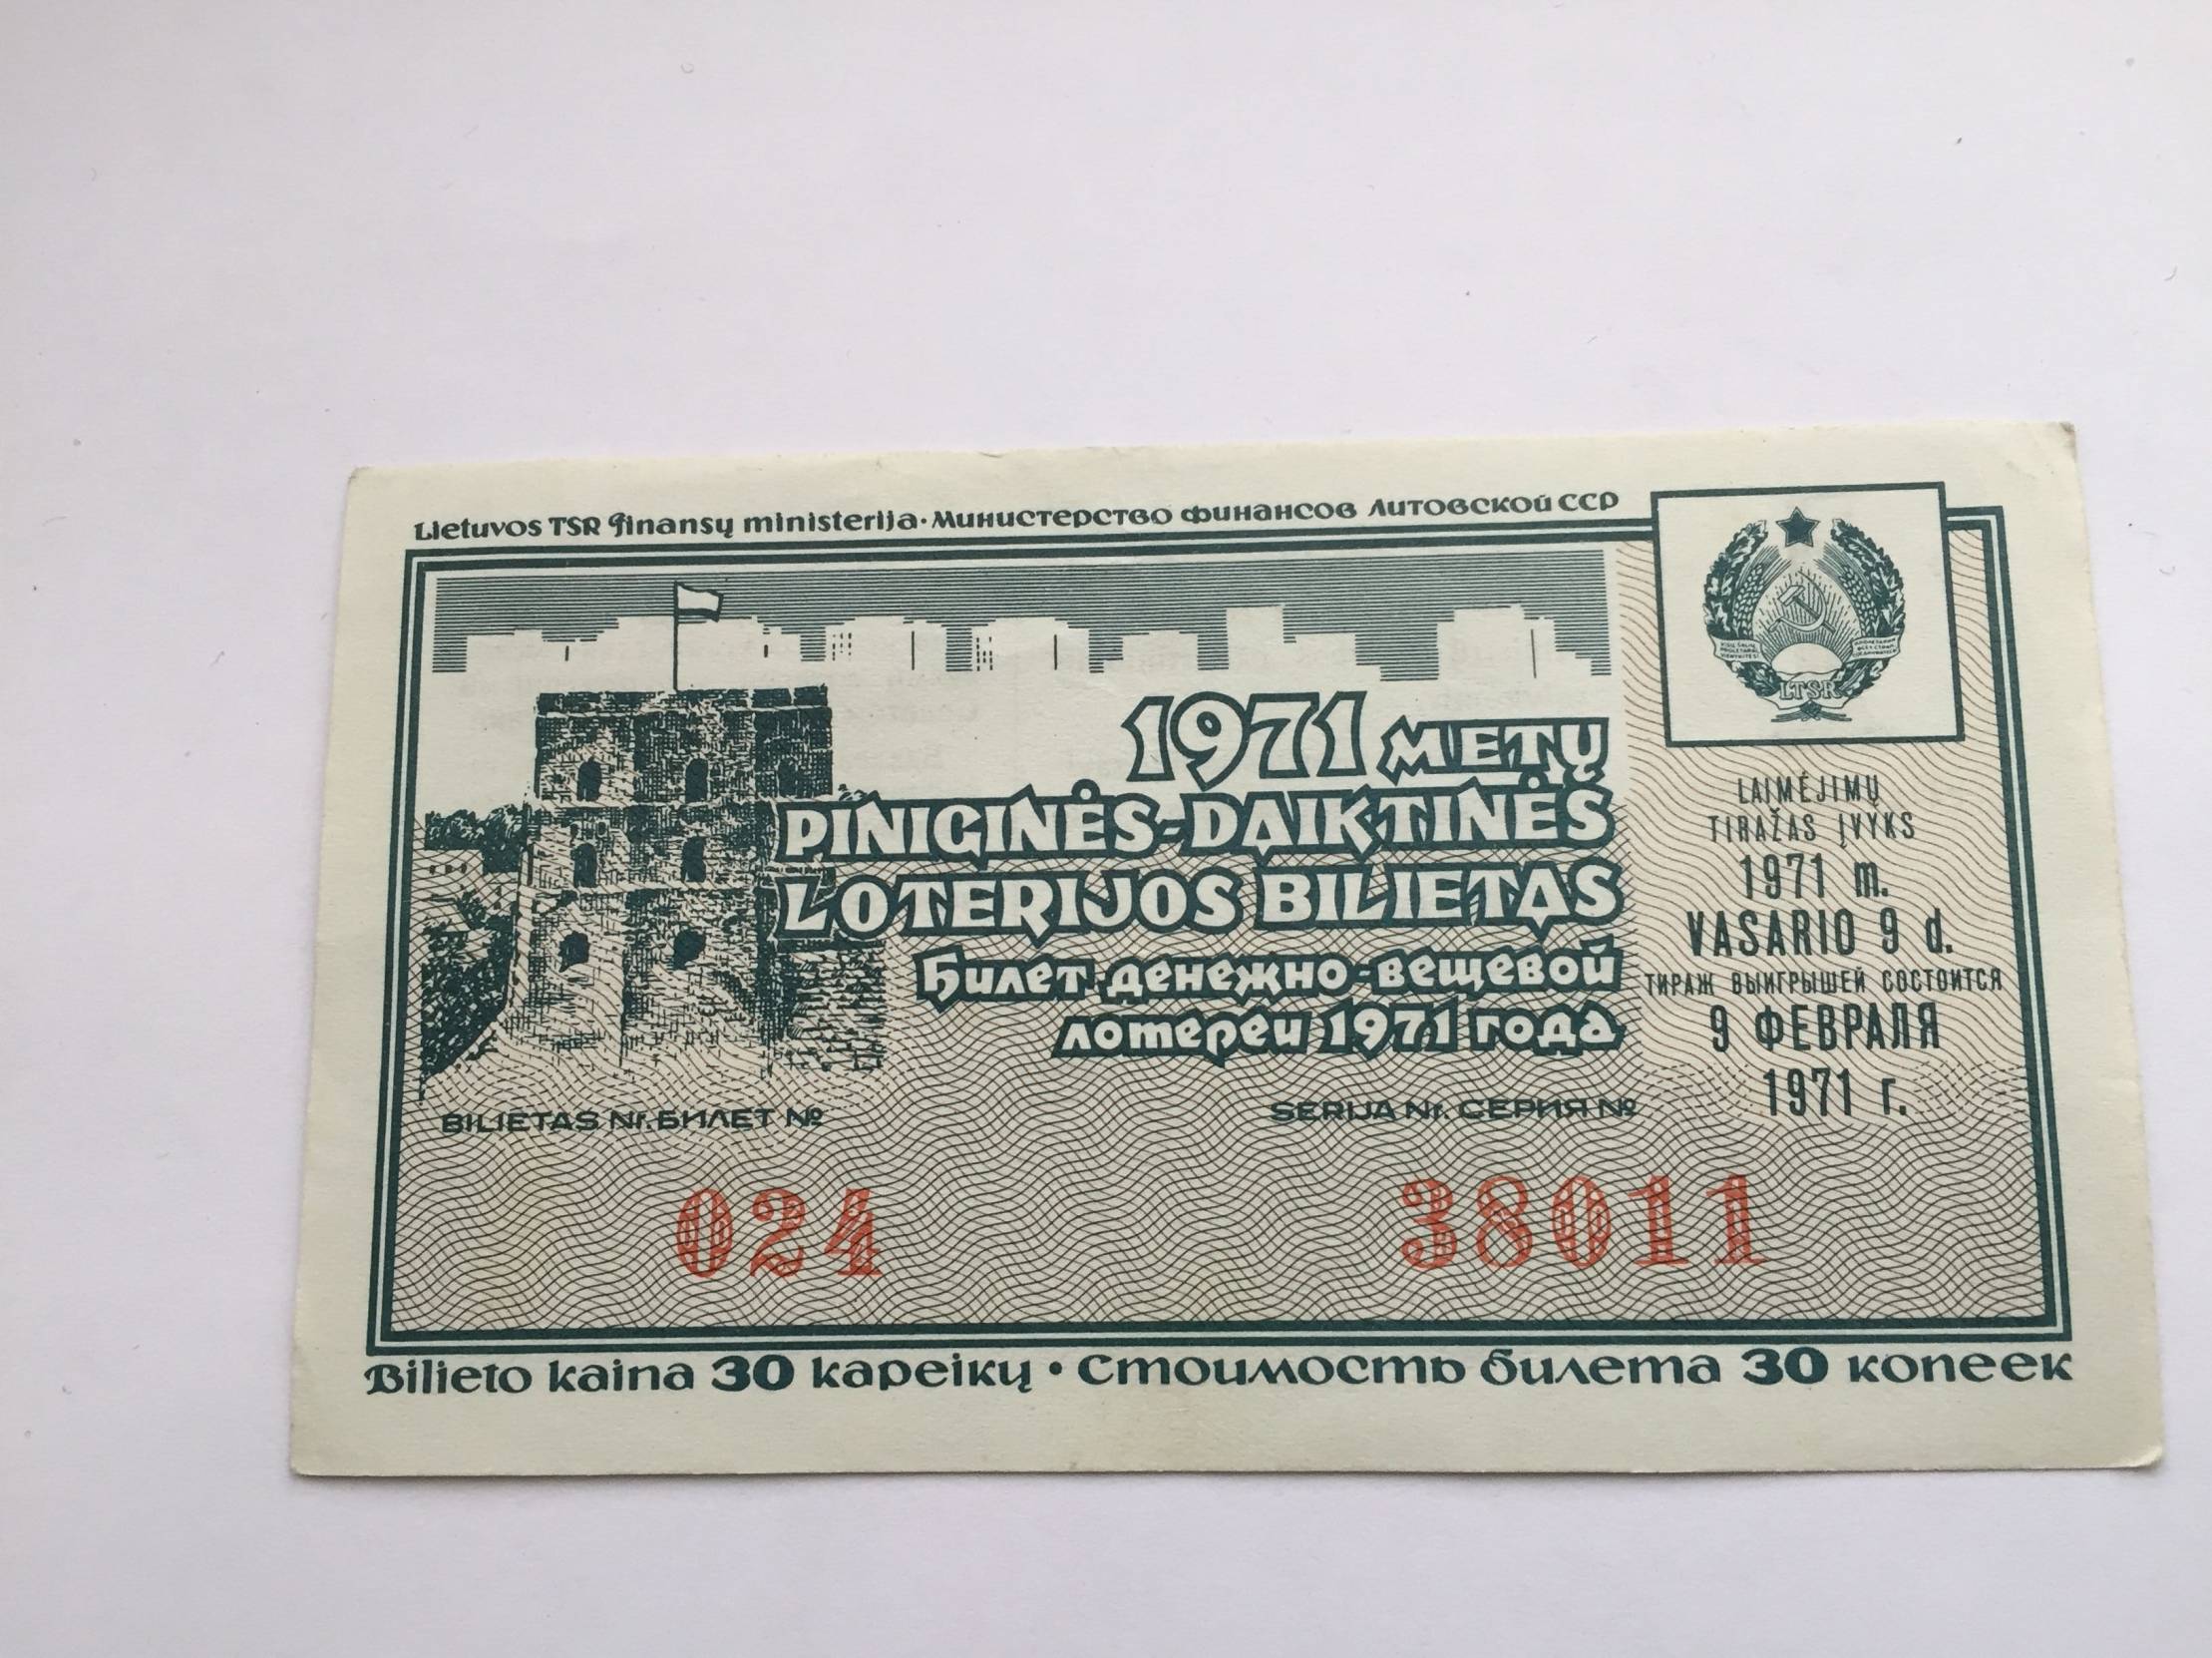 Lietuvos TSR finansų ministerija · Министерство финансов Литовской ССР
LTSR
1971 METŲ
PINIGINĖS-DAIKTINĖS
LOTERIJOS BILIETAS
Билет денежно-вещевой
лотереи 1971 года
LAIMĖJIMŲ
TIRAŽAS ĮVYKS
1971 m.
VASARIO 9 d.
ТИРАЖ ВЫИГРЫШЕЙ СОСТОИТСЯ
9 ФЕВРАЛЯ
1971 г.
BILIETAS Nr. БИЛЕТ №
SERIJA Nr. СЕРИЯ №
024
38011
Bilieto kaina 30 kapeikų • Стоимость билета 30 копеек